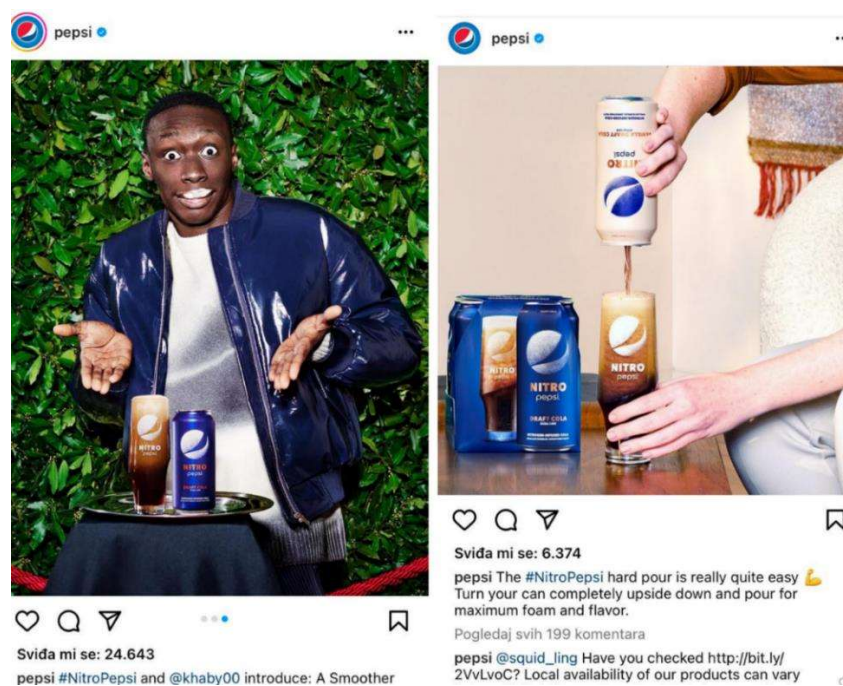 pepsi
NITRO
pepsi
NITRO
pepsi
DRAFT COLA
Sviđa mi se: 24.643
pepsi #NitroPepsi and @khaby00 introduce: A Smoother
pepsi
NITRO
pepsi
NITRO
NITRO
pepsi
DRAFT COLA
NITRO
pepsi
Sviđa mi se: 6.374
pepsi The #NitroPepsi hard pour is really quite easy 💪
Turn your can completely upside down and pour for
maximum foam and flavor.
Pogledaj svih 199 komentara
pepsi @squid_ling Have you checked http://bit.ly/
2VvLvoC? Local availability of our products can vary